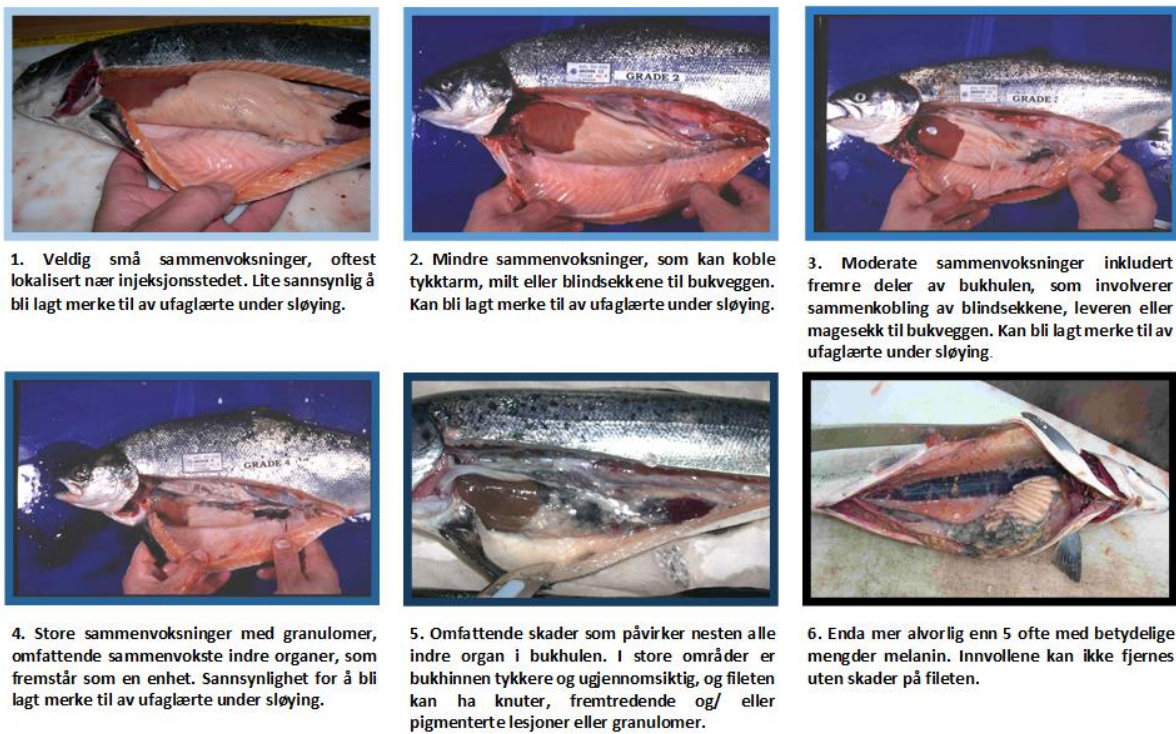 GRADE 2
GRADE
1. Veldig små sammenvoksninger, oftest
lokalisert nær injeksjonsstedet. Lite sannsynlig å
bli lagt merke til av ufaglærte under sløying.
2. Mindre sammenvoksninger, som kan koble
tykktarm, milt eller blindsekkene til bukveggen.
Kan bli lagt merke til av ufaglærte under sløying.
3. Moderate sammenvoksninger inkludert
fremre deler av bukhulen, som involverer
sammenkobling av blindsekkene, leveren eller
magesekk til bukveggen. Kan bli lagt merke til av
ufaglærte under sløying.
GRADE 4
4. Store sammenvoksninger med granulomer,
omfattende sammenvokste indre organer, som
fremstår som en enhet. Sannsynlighet for å bli
lagt merke til av ufaglærte under sløying.
5. Omfattende skader som påvirker nesten alle
indre organ i bukhulen. I store områder er
bukhinnen tykkere og ugjennomsiktig, og fileten
kan ha knuter, fremtredende og/ eller
pigmenterte lesjoner eller granulomer.
6. Enda mer alvorlig enn 5 ofte med betydelige
mengder melanin. Innvollene kan ikke fjernes
uten skader på fileten.